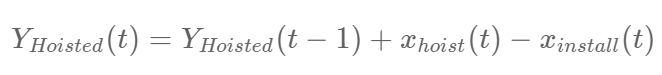 Y_{Hoisted}(t) = Y_{Hoisted}(t − 1) + x_{hoist}(t) − x_{install}(t)